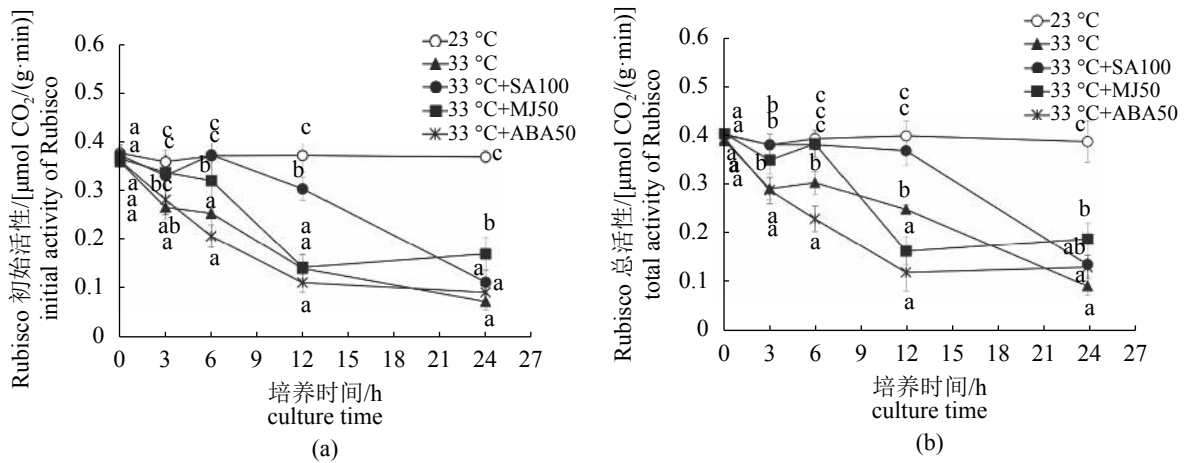 Rubisco 初始活性/[μmol CO₂/(g·min)]
initial activity of Rubisco
0.6
0.5
0.4
0.3
0.2
0.1
0
23 °C
33 °C
33 °C+SA100
33 °C+MJ50
33 °C+ABA50
a
a
a
a
a
c
c
bc
ab
a
c
c
b
a
a
c
b
a
a
a
c
b
a
a
a
0 3 6 9 12 15 18 21 24 27
培养时间/h
culture time
(a)
Rubisco 总活性/[μmol CO₂/(g·min)]
total activity of Rubisco
0.6
0.5
0.4
0.3
0.2
0.1
0
23 °C
33 °C
33 °C+SA100
33 °C+MJ50
33 °C+ABA50
a
a
a
a
a
b
b
b
a
a
c
c
c
b
a
c
c
b
a
a
c
b
ab
a
a
0 3 6 9 12 15 18 21 24 27
培养时间/h
culture time
(b)